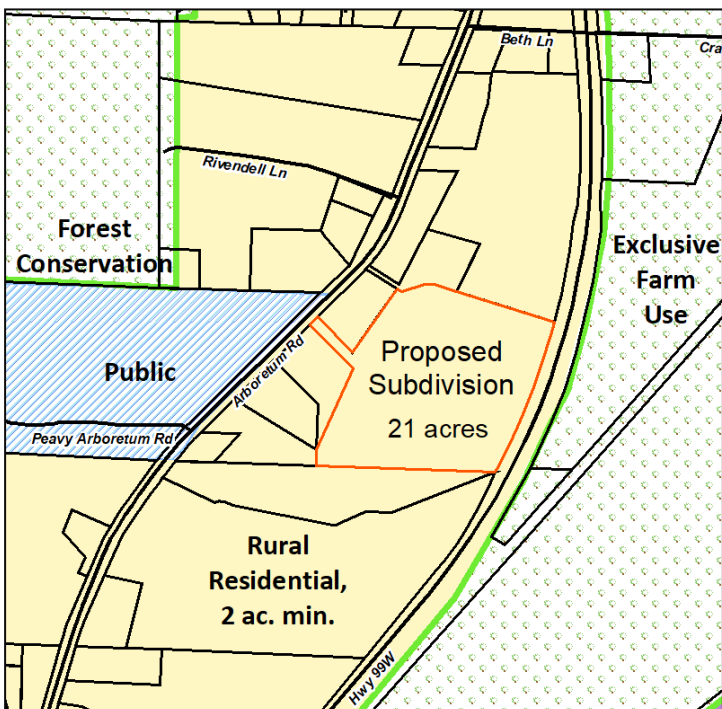 Beth Ln
Cra
Rivendell Ln
Forest
Conservation
Exclusive
Farm
Use
Proposed
Subdivision
21 acres
Arboretum Rd
Public
Peavy Arboretum Rd
Rural
Residential,
2 ac. min.
Hwy 99W